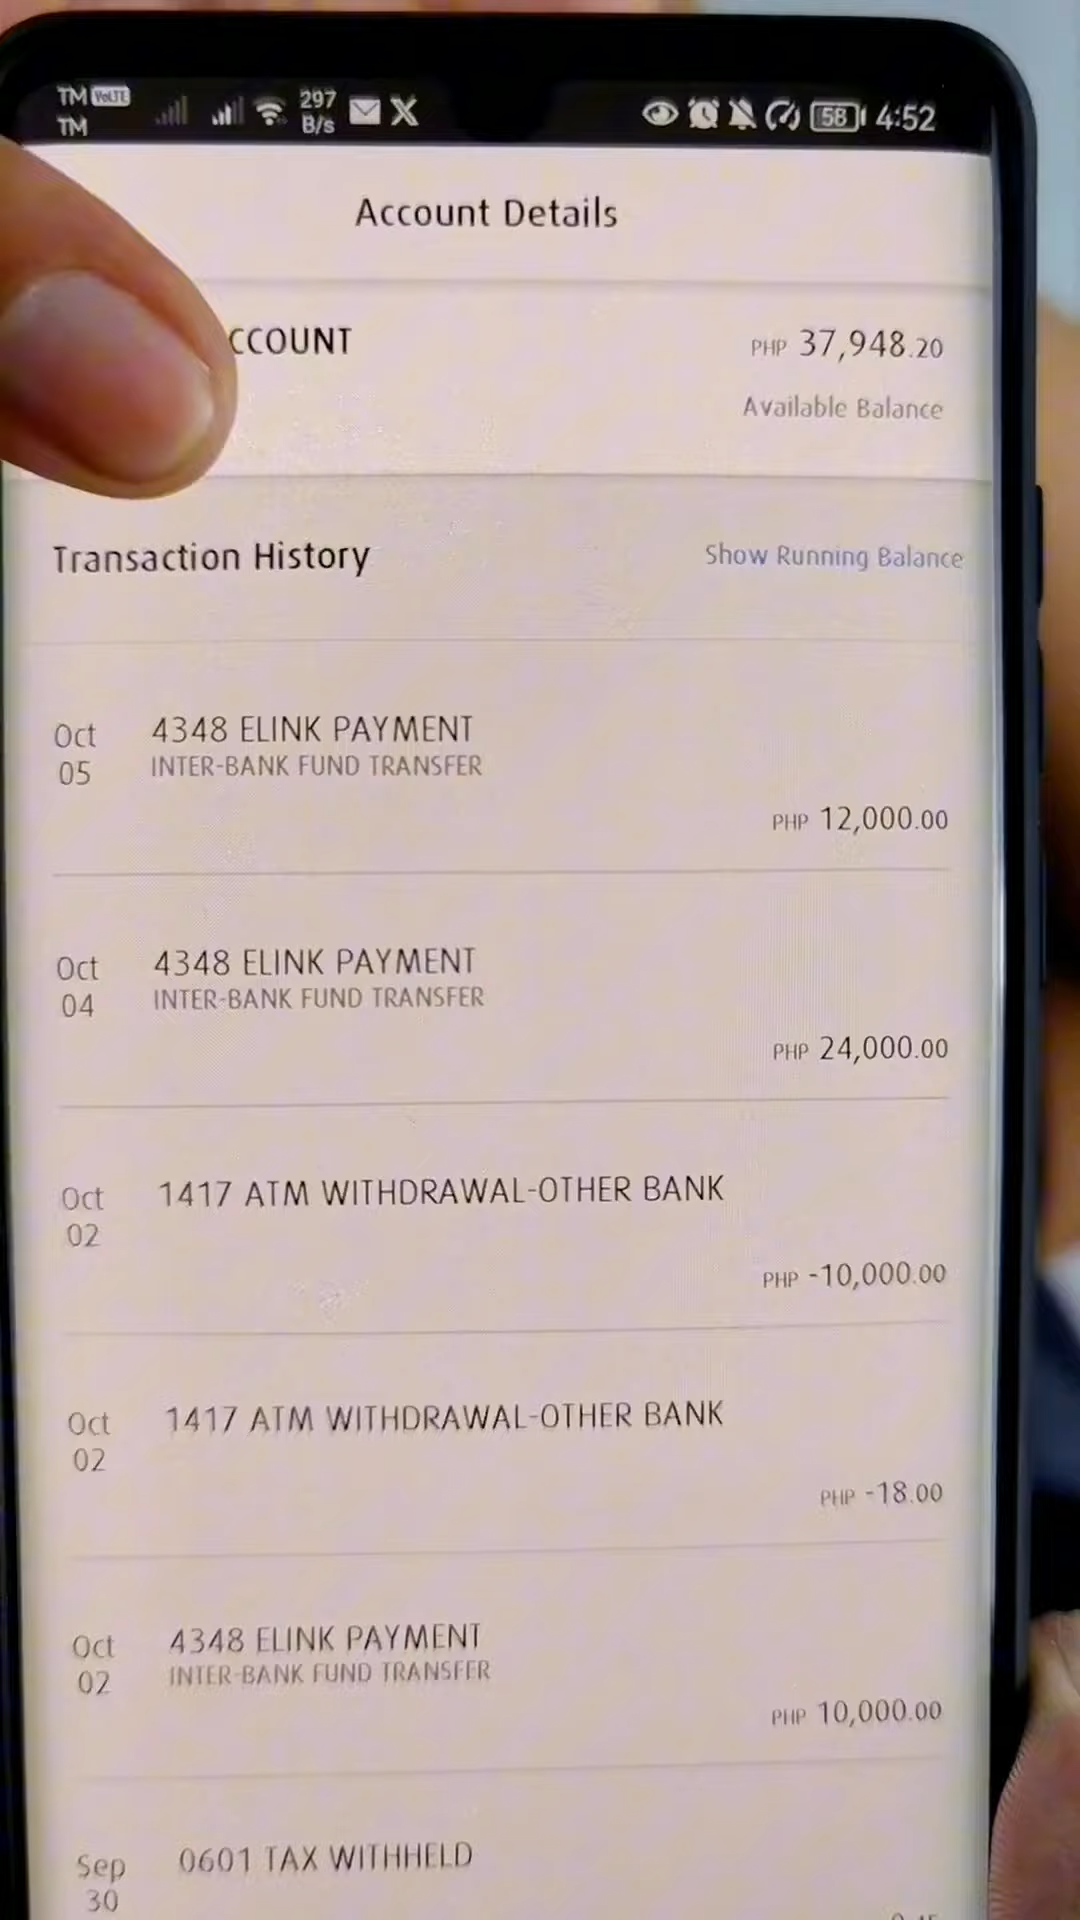 TM VoLTE
TM
297
B/s
58
4:52
Account Details
CCOUNT
PHP 37,948.20
Available Balance
Transaction History
Show Running Balance
Oct
05
4348 ELINK PAYMENT
INTER-BANK FUND TRANSFER
PHP 12,000.00
Oct
04
4348 ELINK PAYMENT
INTER-BANK FUND TRANSFER
PHP 24,000.00
Oct
02
1417 ATM WITHDRAWAL-OTHER BANK
PHP -10,000.00
Oct
02
1417 ATM WITHDRAWAL-OTHER BANK
PHP -18.00
Oct
02
4348 ELINK PAYMENT
INTER-BANK FUND TRANSFER
PHP 10,000.00
Sep
30
0601 TAX WITHHELD